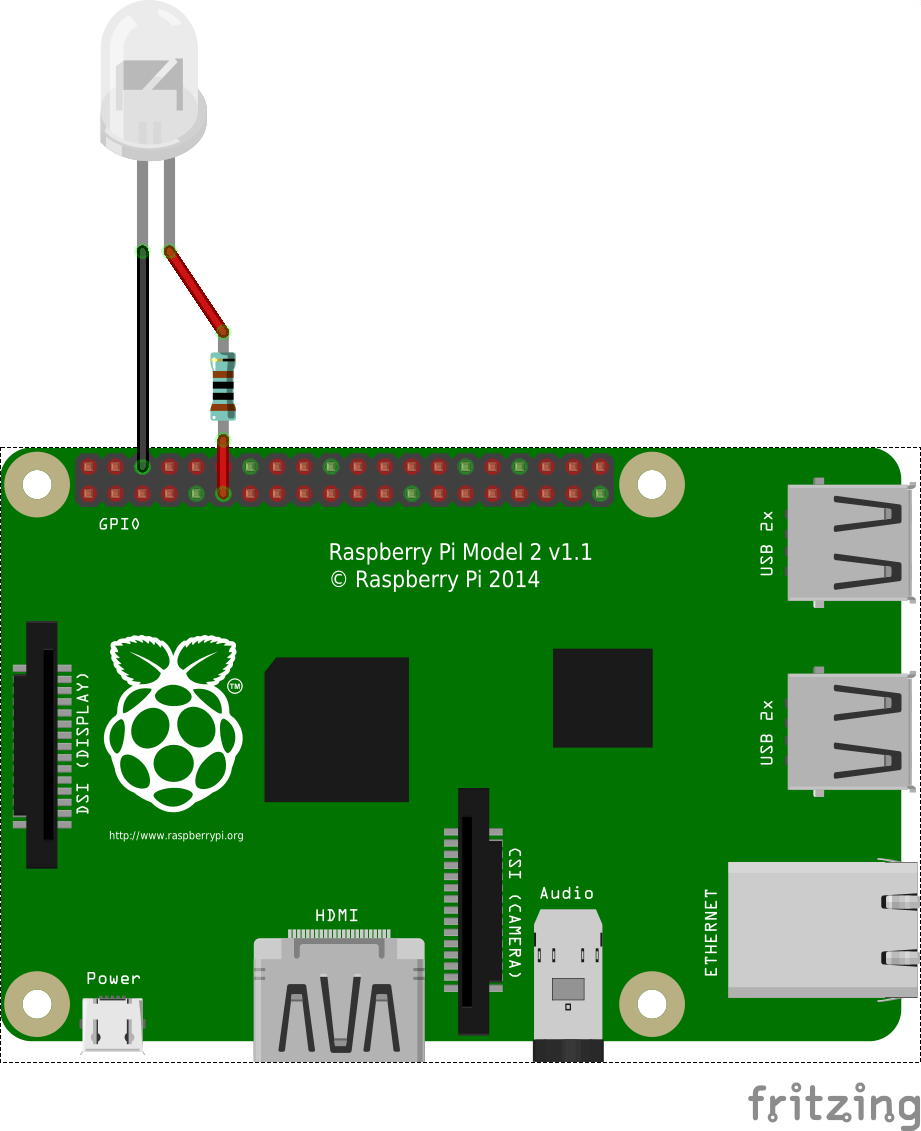 GPIO
Raspberry Pi Model 2 v1.1
© Raspberry Pi 2014
USB 2x
DSI (DISPLAY)
TM
USB 2x
http://www.raspberrypi.org
CSI (CAMERA)
Audio
ETHERNET
HDMI
Power
fritzing